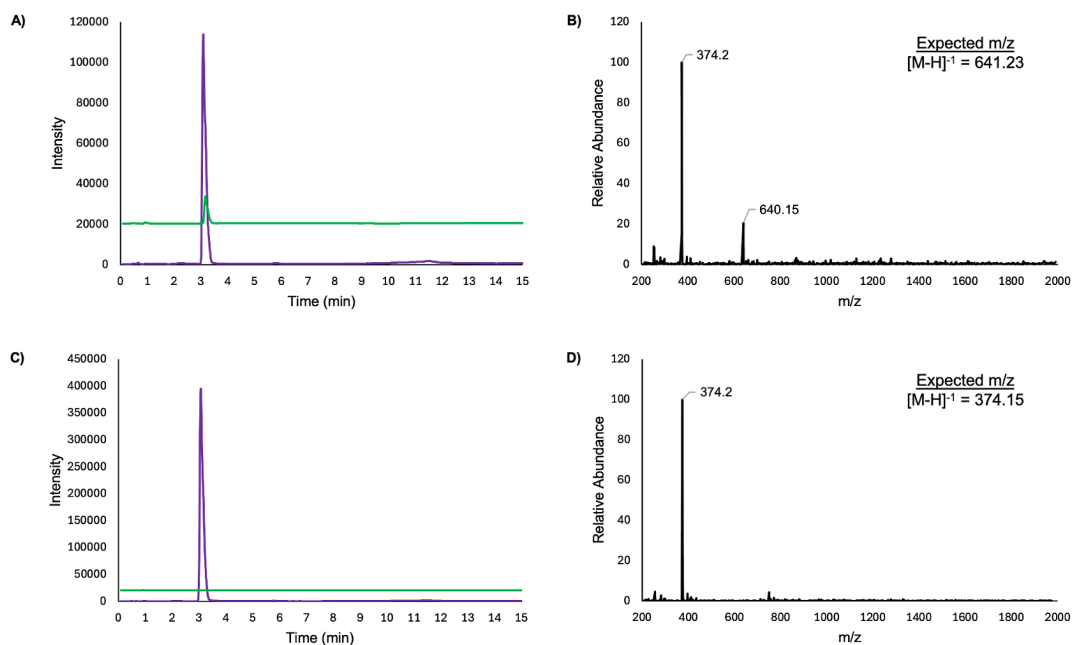 A)
120000
100000
80000
60000
40000
20000
0
Intensity
0 1 2 3 4 5 6 7 8 9 10 11 12 13 14 15
Time (min)
B)
120
100
80
60
40
20
0
Relative Abundance
374.2
640.15
Expected m/z
[M-H]-1 = 641.23
200 400 600 800 1000 1200 1400 1600 1800 2000
m/z
C)
450000
400000
350000
300000
250000
200000
150000
100000
50000
0
Intensity
0 1 2 3 4 5 6 7 8 9 10 11 12 13 14 15
Time (min)
D)
120
100
80
60
40
20
0
Relative Abundance
374.2
Expected m/z
[M-H]-1 = 374.15
200 400 600 800 1000 1200 1400 1600 1800 2000
m/z